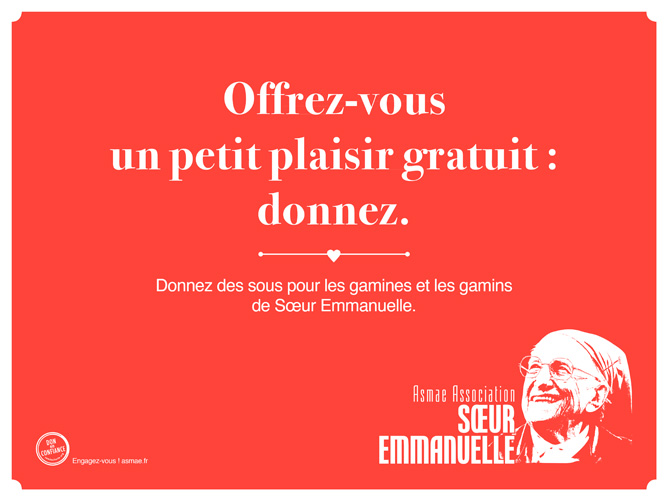 Offrez-vous
un petit plaisir gratuit :
donnez.
Donnez des sous pour les gamines et les gamins
de Sœur Emmanuelle.
Asmae Association
SŒUR
EMMANUELLE
DON
EN
CONFIANCE
Engagez-vous ! asmae.fr